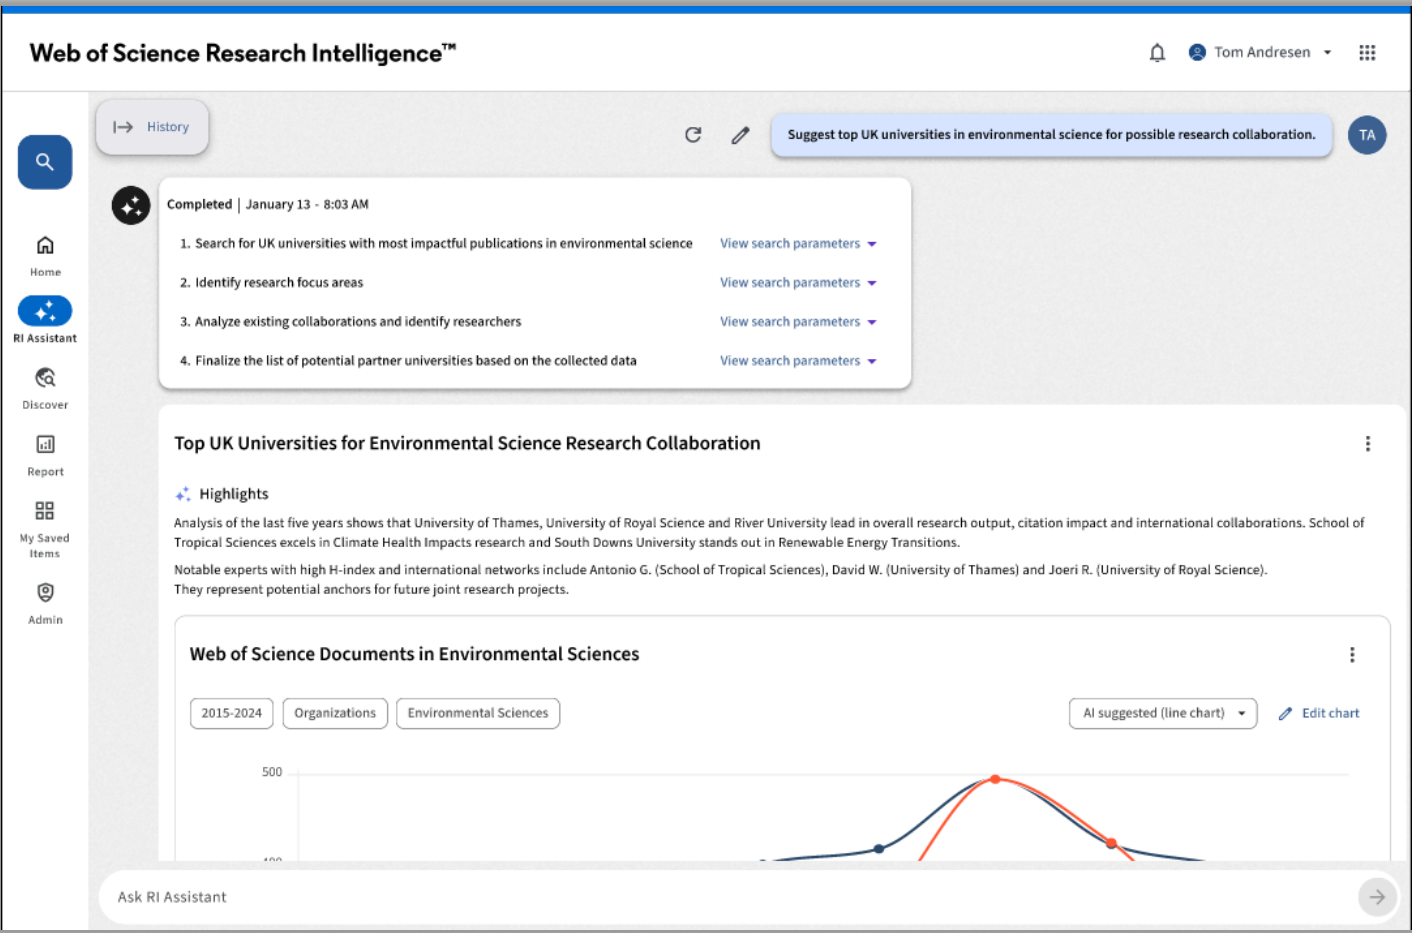 Web of Science Research Intelligence™
Tom Andresen
History
Suggest top UK universities in environmental science for possible research collaboration.
TA
Completed | January 13 - 8:03 AM
1. Search for UK universities with most impactful publications in environmental science View search parameters
2. Identify research focus areas View search parameters
3. Analyze existing collaborations and identify researchers View search parameters
4. Finalize the list of potential partner universities based on the collected data View search parameters
Home
RI Assistant
Discover
Report
My Saved
Items
Admin
Top UK Universities for Environmental Science Research Collaboration
Highlights
Analysis of the last five years shows that University of Thames, University of Royal Science and River University lead in overall research output, citation impact and international collaborations. School of
Tropical Sciences excels in Climate Health Impacts research and South Downs University stands out in Renewable Energy Transitions.
Notable experts with high H-index and international networks include Antonio G. (School of Tropical Sciences), David W. (University of Thames) and Joeri R. (University of Royal Science).
They represent potential anchors for future joint research projects.
Web of Science Documents in Environmental Sciences
2015-2024 Organizations Environmental Sciences AI suggested (line chart) Edit chart
500
Ask RI Assistant